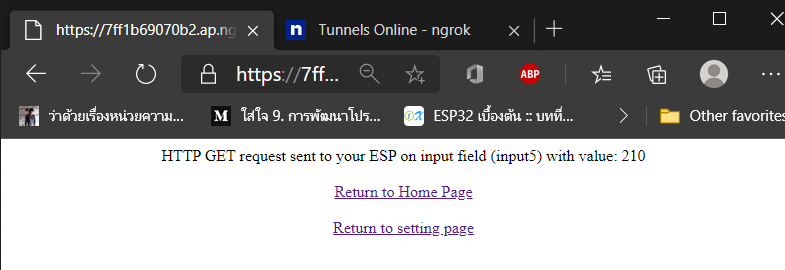 https://7ff1b69070b2.ap.ng
Tunnels Online - ngrok
https://7ff...
ABP
ว่าด้วยเรื่องหน่วยความ...
M
ใส่ใจ 9. การพัฒนาโปร...
ESP32 เบื้องต้น :: บทที่...
Other favorites
HTTP GET request sent to your ESP on input field (input5) with value: 210
Return to Home Page
Return to setting page